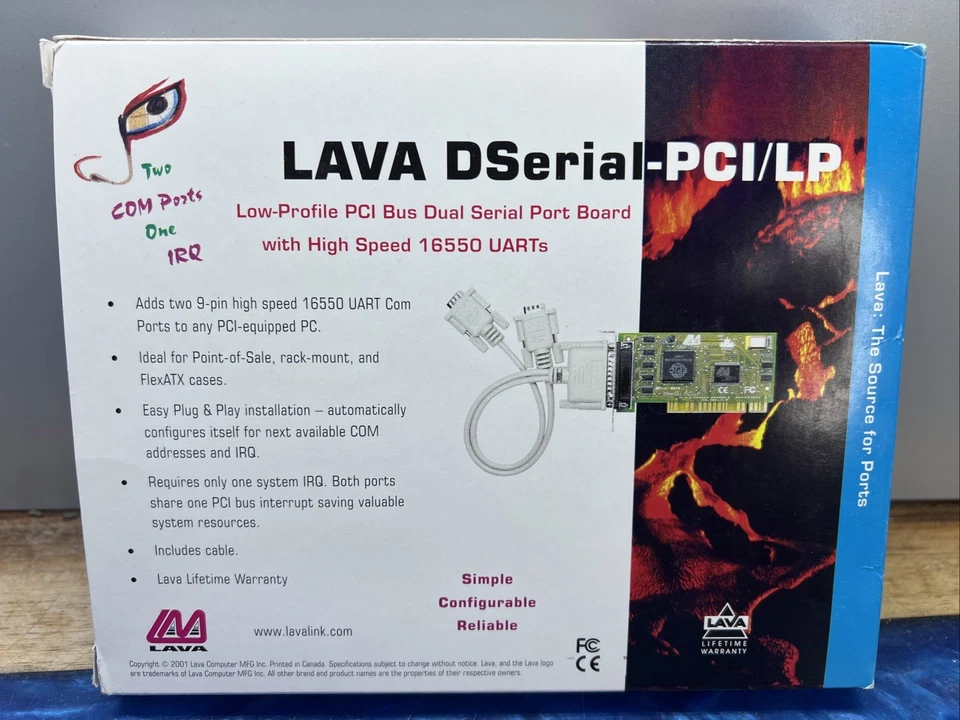 Two
COM Ports
One
IRQ
LAVA DSerial-PCI/LP
Low-Profile PCI Bus Dual Serial Port Board
with High Speed 16550 UARTs
• Adds two 9-pin high speed 16550 UART Com
Ports to any PCI-equipped PC.
• Ideal for Point-of-Sale, rack-mount, and
FlexATX cases.
• Easy Plug & Play installation – automatically
configures itself for next available COM
addresses and IRQ.
• Requires only one system IRQ. Both ports
share one PCI bus interrupt saving valuable
system resources.
• Includes cable.
• Lava Lifetime Warranty
Simple
Configurable
Reliable
LAVA
www.lavalink.com
FC
CE
LAVA
LIFETIME
WARRANTY
Copyright © 2001 Lava Computer MFG Inc. Printed in Canada. Specifications subject to change without notice. Lava, and the Lava logo
are trademarks of Lava Computer MFG Inc. All other brand and product names are the properties of their respective owners.
Lava: The Source for Ports